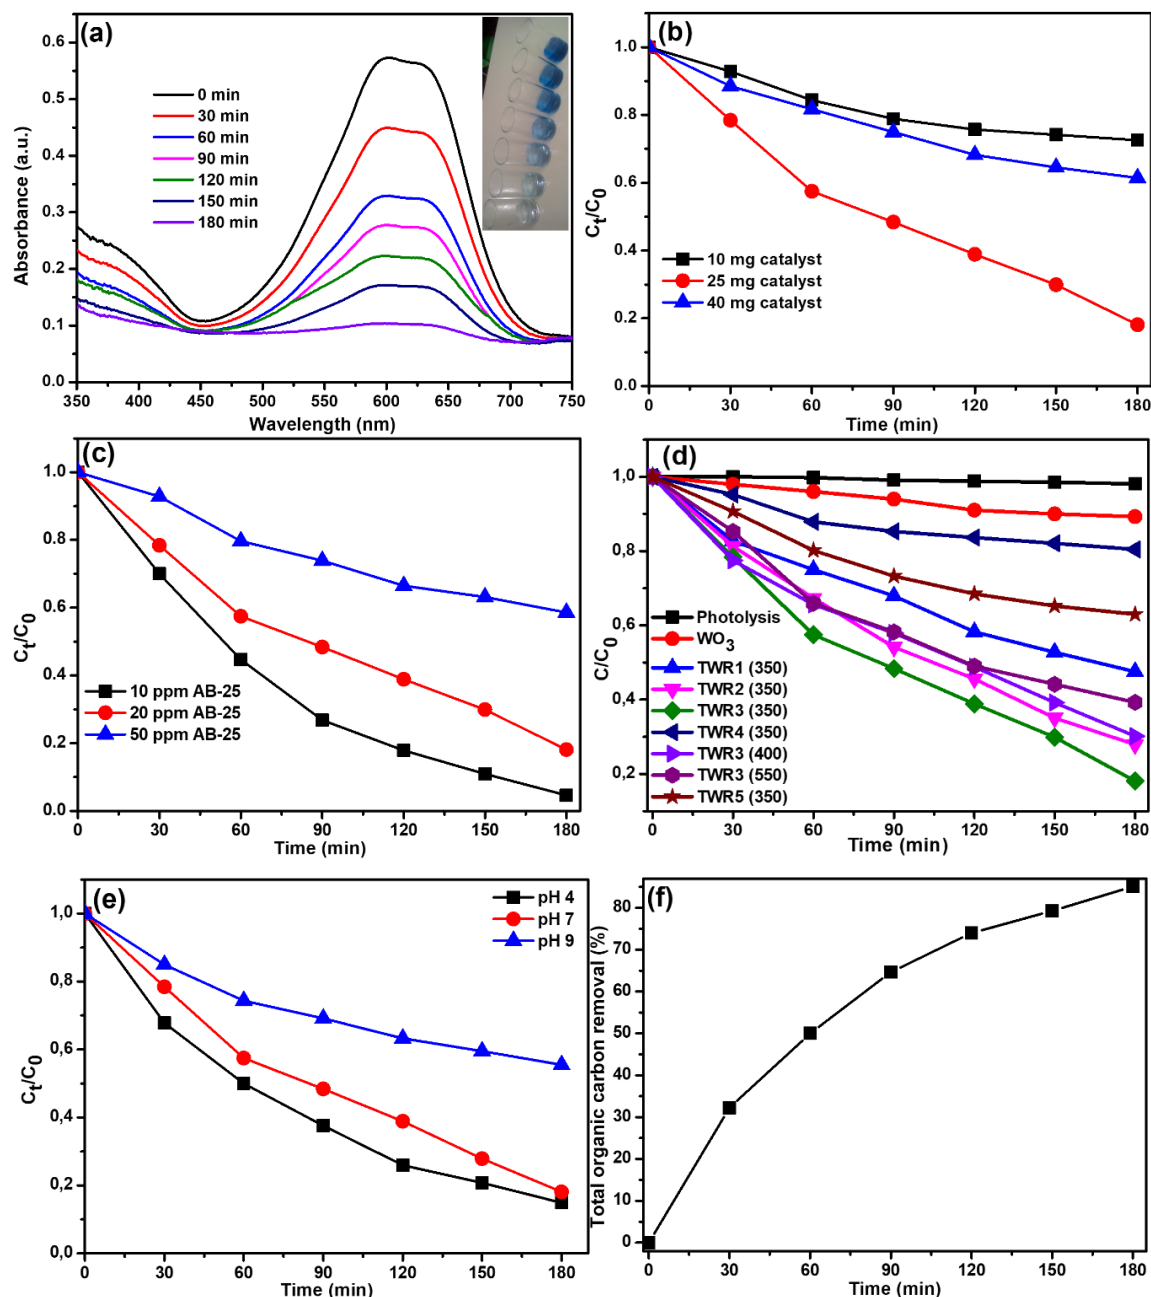 (a)
0.6
0.5
0.4
0.3
0.2
0.1
0.0
Absorbance (a.u.)
0 min
30 min
60 min
90 min
120 min
150 min
180 min
350 400 450 500 550 600 650 700 750
Wavelength (nm)
(b)
1.0
0.8
0.6
0.4
0.2
0.0
Ct/C0
10 mg catalyst
25 mg catalyst
40 mg catalyst
0 30 60 90 120 150 180
Time (min)
(c)
1.0
0.8
0.6
0.4
0.2
0.0
Ct/C0
10 ppm AB-25
20 ppm AB-25
50 ppm AB-25
0 30 60 90 120 150 180
Time (min)
(d)
1,0
0,8
0,6
0,4
0,2
C/C0
Photolysis
WO3
TWR1 (350)
TWR2 (350)
TWR3 (350)
TWR4 (350)
TWR3 (400)
TWR3 (550)
TWR5 (350)
0 30 60 90 120 150 180
Time (min)
(e)
1,0
0,8
0,6
0,4
0,2
0,0
Ct/C0
pH 4
pH 7
pH 9
0 30 60 90 120 150 180
Time (min)
(f)
80
70
60
50
40
30
20
10
0
Total organic carbon removal (%)
0 30 60 90 120 150 180
Time (min)